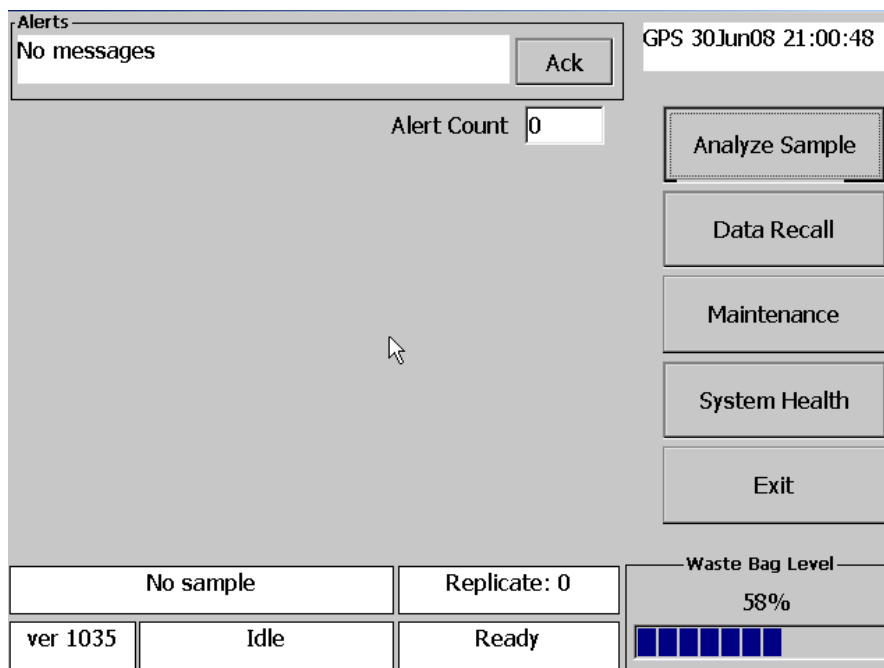 Alerts
No messages
Ack
GPS 30Jun08 21:00:48
Alert Count 0
Analyze Sample
Data Recall
Maintenance
System Health
Exit
No sample
Replicate: 0
Waste Bag Level
58%
ver 1035
Idle
Ready